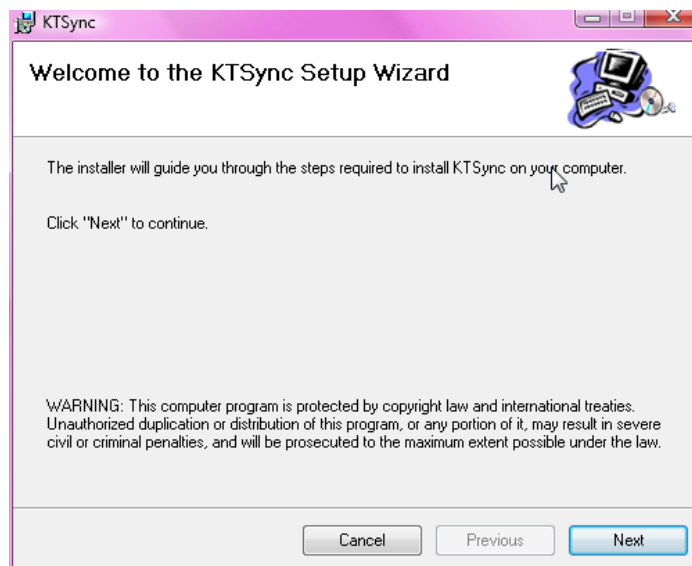 KTSync
Welcome to the KTSync Setup Wizard
The installer will guide you through the steps required to install KTSync on your computer.
Click "Next" to continue.
WARNING: This computer program is protected by copyright law and international treaties.
Unauthorized duplication or distribution of this program, or any portion of it, may result in severe
civil or criminal penalties, and will be prosecuted to the maximum extent possible under the law.
Cancel
Previous
Next